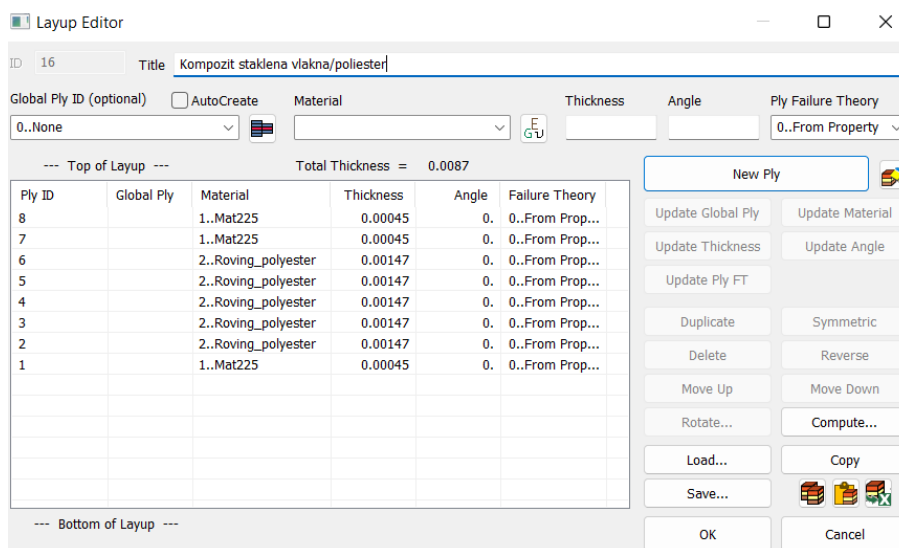 Layup Editor
ID 16 Title Kompozit staklena vlakna/poliester
Global Ply ID (optional) AutoCreate Material Thickness Angle Ply Failure Theory
0..None 0..From Property
--- Top of Layup --- Total Thickness = 0.0087
New Ply
Ply ID Global Ply Material Thickness Angle Failure Theory
8 1..Mat225 0.00045 0. 0..From Prop...
7 1..Mat225 0.00045 0. 0..From Prop...
6 2..Roving_polyester 0.00147 0. 0..From Prop...
5 2..Roving_polyester 0.00147 0. 0..From Prop...
4 2..Roving_polyester 0.00147 0. 0..From Prop...
3 2..Roving_polyester 0.00147 0. 0..From Prop...
2 2..Roving_polyester 0.00147 0. 0..From Prop...
1 1..Mat225 0.00045 0. 0..From Prop...
Update Global Ply Update Material
Update Thickness Update Angle
Update Ply FT
Duplicate Symmetric
Delete Reverse
Move Up Move Down
Rotate... Compute...
Load... Copy
Save...
--- Bottom of Layup ---
OK Cancel